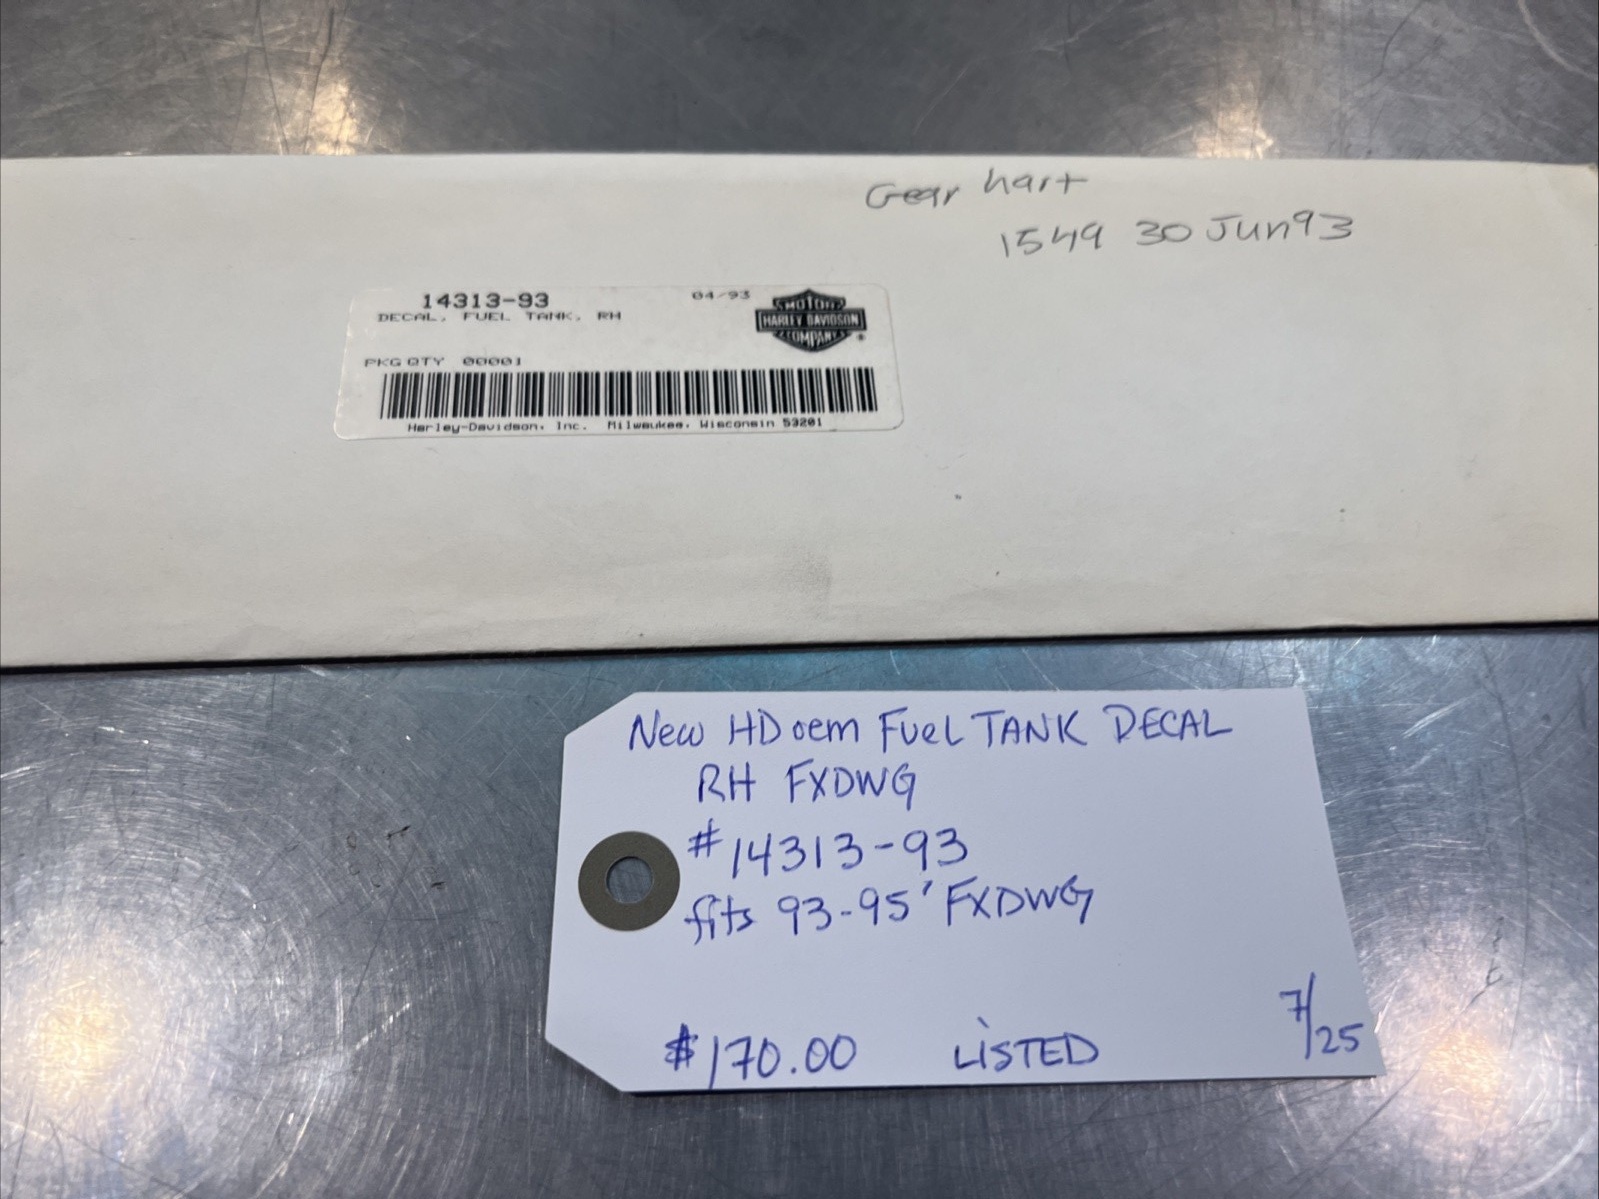 Gear hart
1549 30 Jun93
14313-93 04/93
DECAL, FUEL TANK, RH
MOTOR
HARLEY-DAVIDSON
COMPANY
®
PKG QTY 00001
Harley-Davidson, Inc. Milwaukee, Wisconsin 53201
New HD oem Fuel TANK DECAL
RH FXDWG
#14313-93
fits 93-95' FXDWG
$170.00 LiSTED 7/25